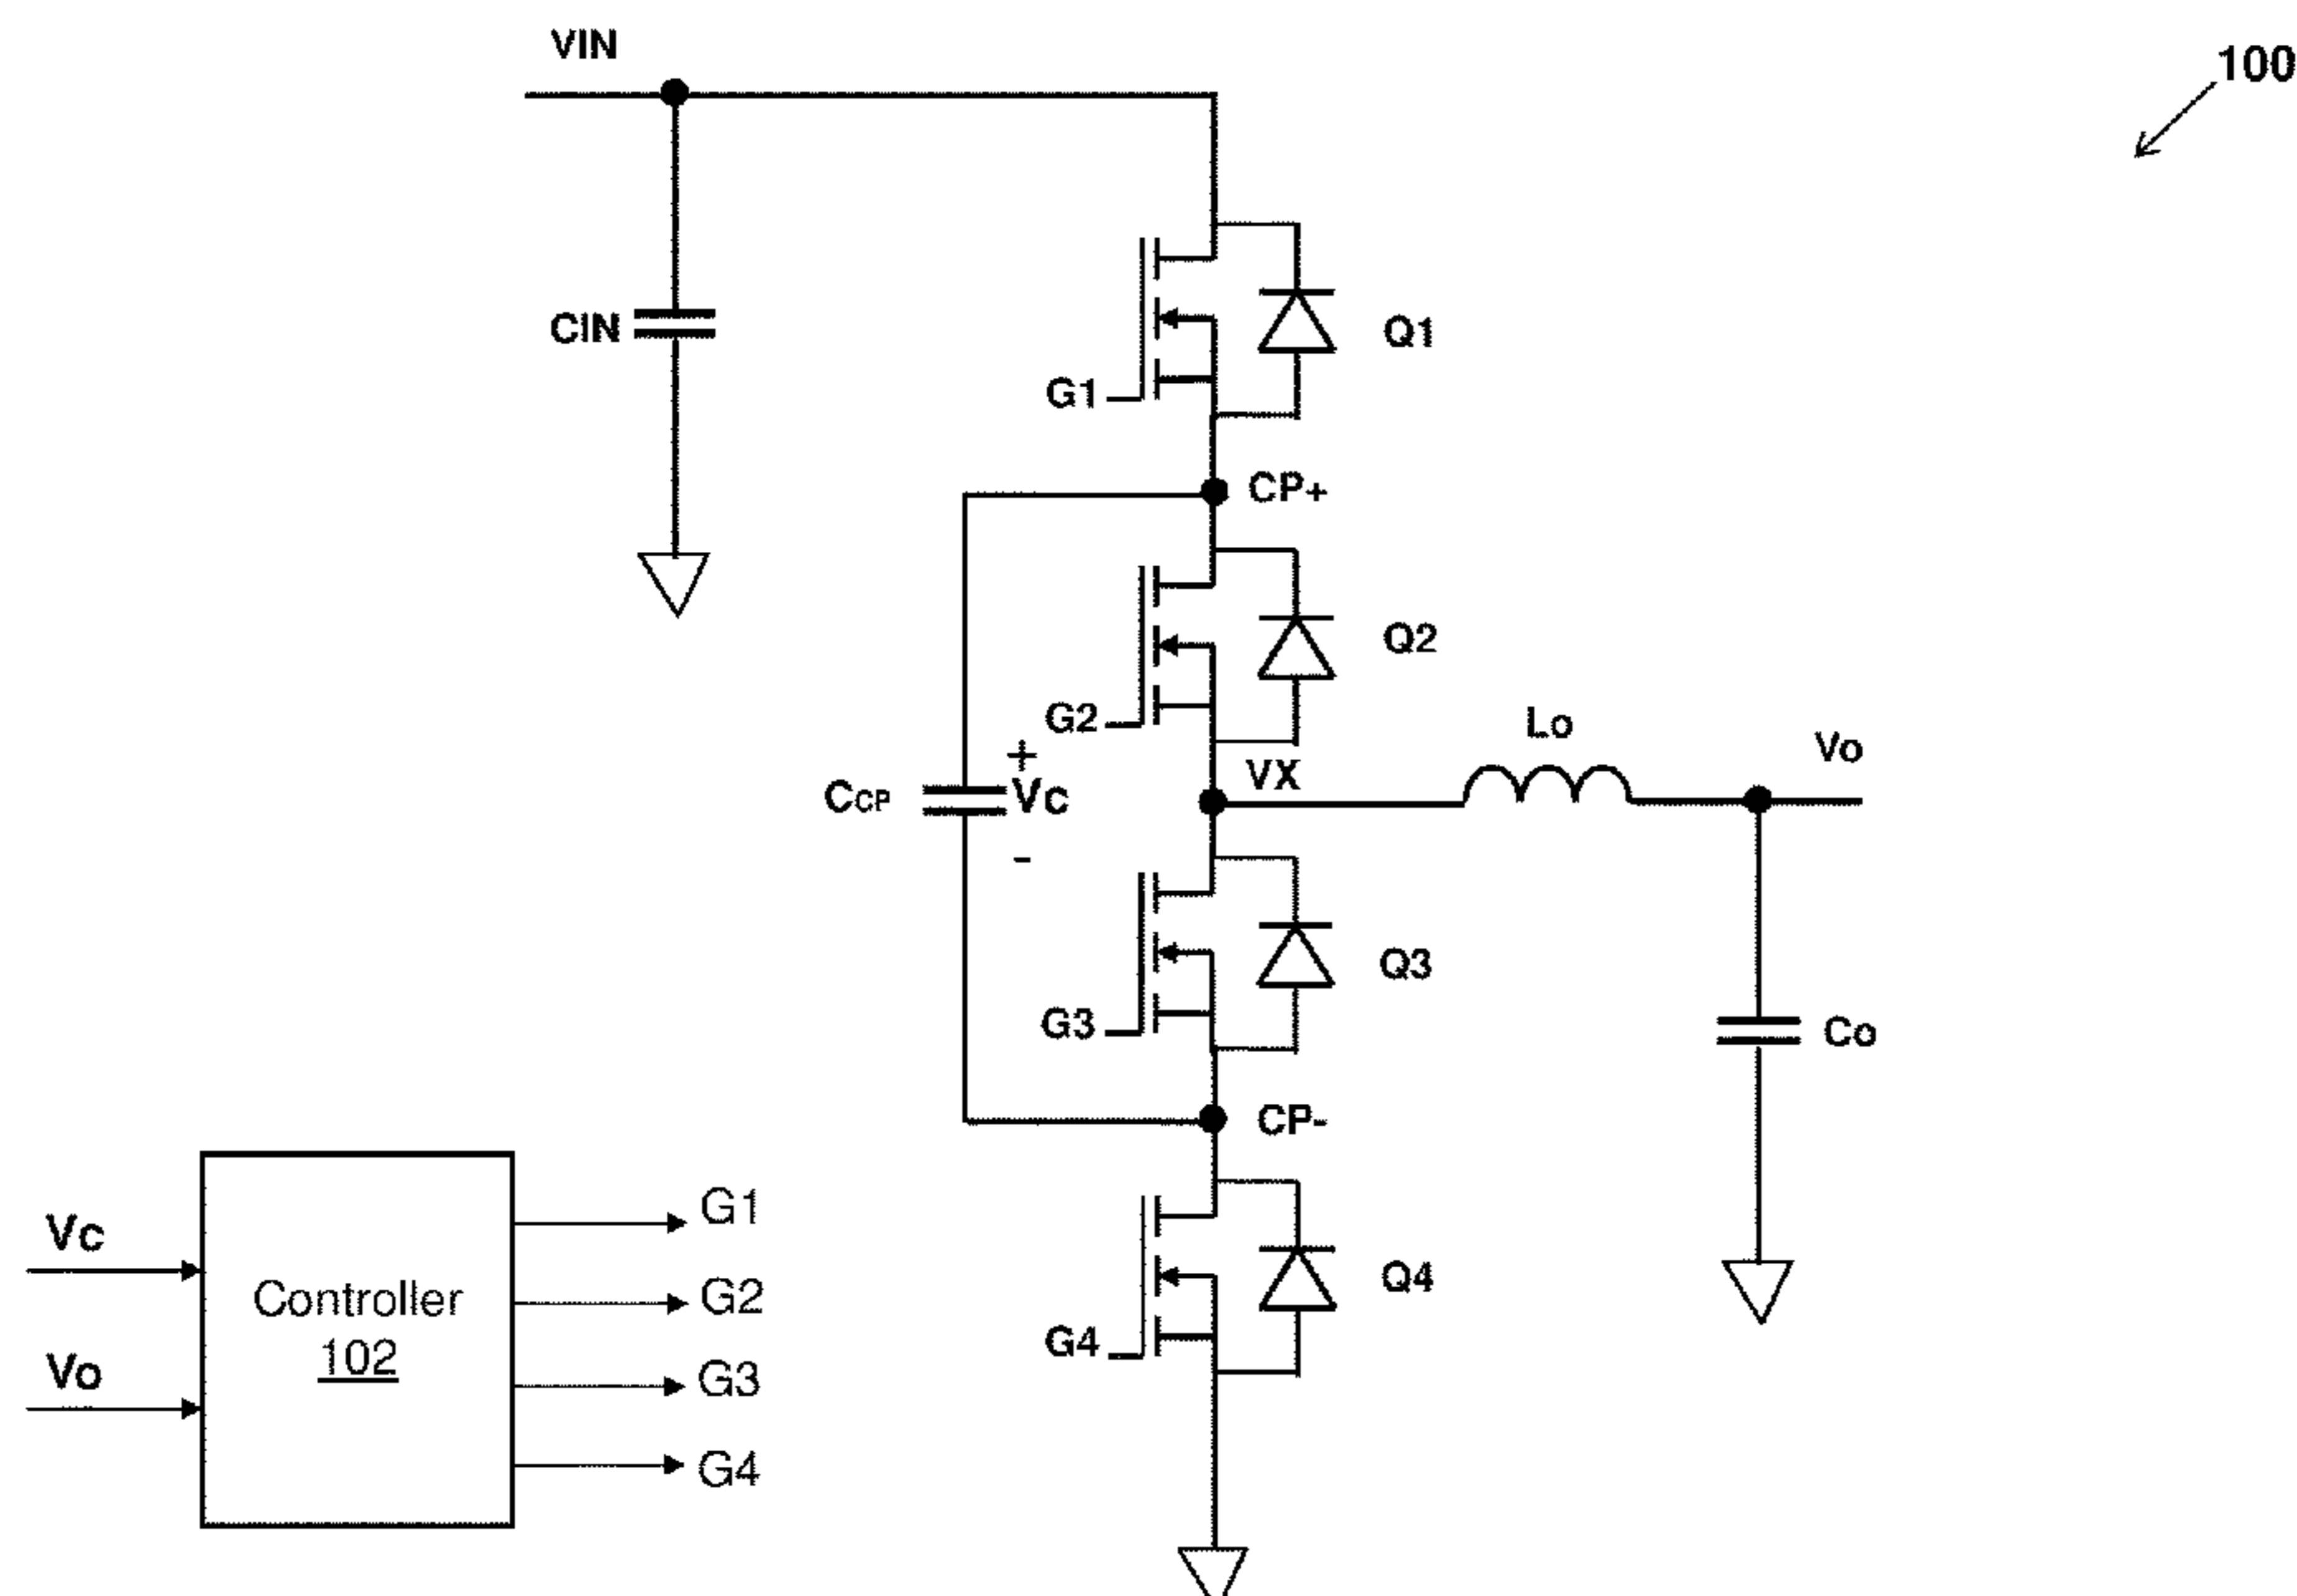 VIN
100
CIN
Q1
G1
CP+
Q2
G2
Lo
Vo
+
VX
CCP
Vc
-
Q3
G3
Co
CP-
G1
Vc
G2
Q4
Controller
102
G4
Vo
G3
G4